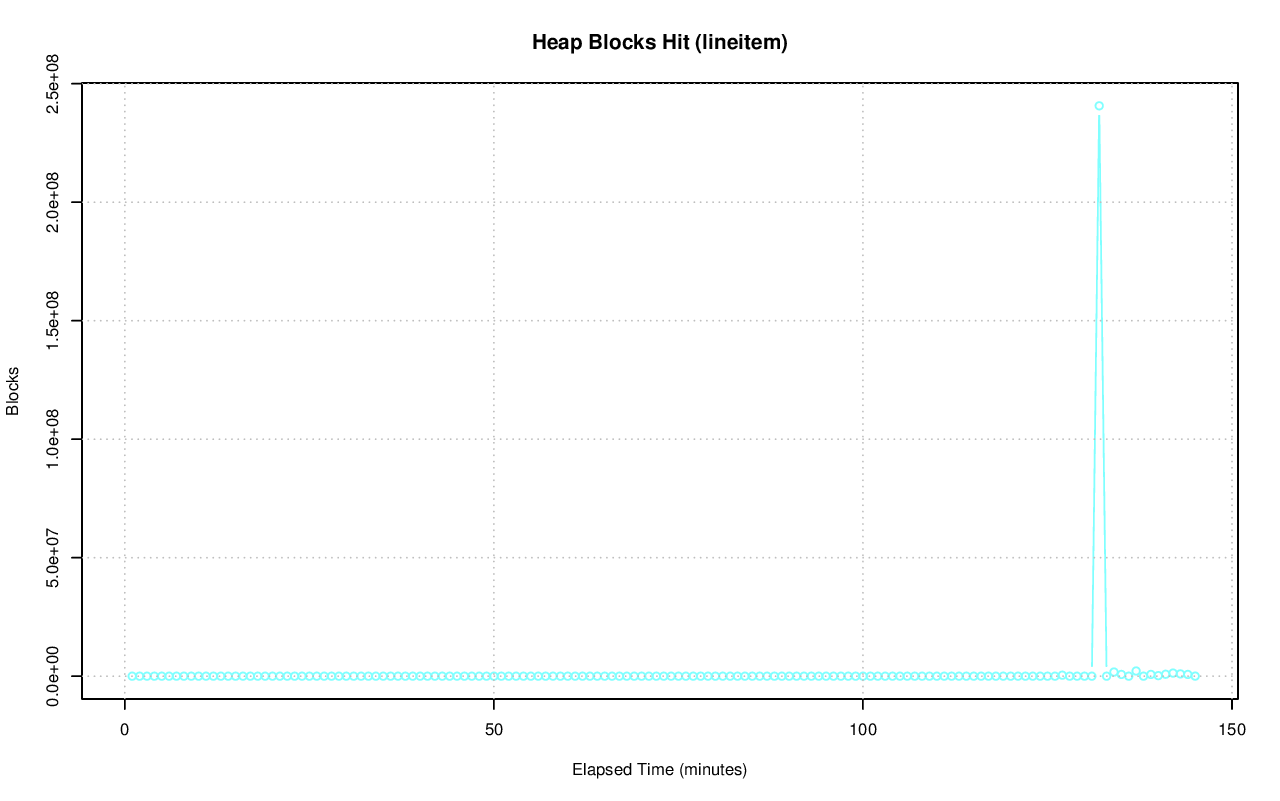 Heap Blocks Hit (lineitem)
2.5e+08
2.0e+08
1.5e+08
1.0e+08
5.0e+07
0.0e+00
Blocks
0 50 100 150
Elapsed Time (minutes)